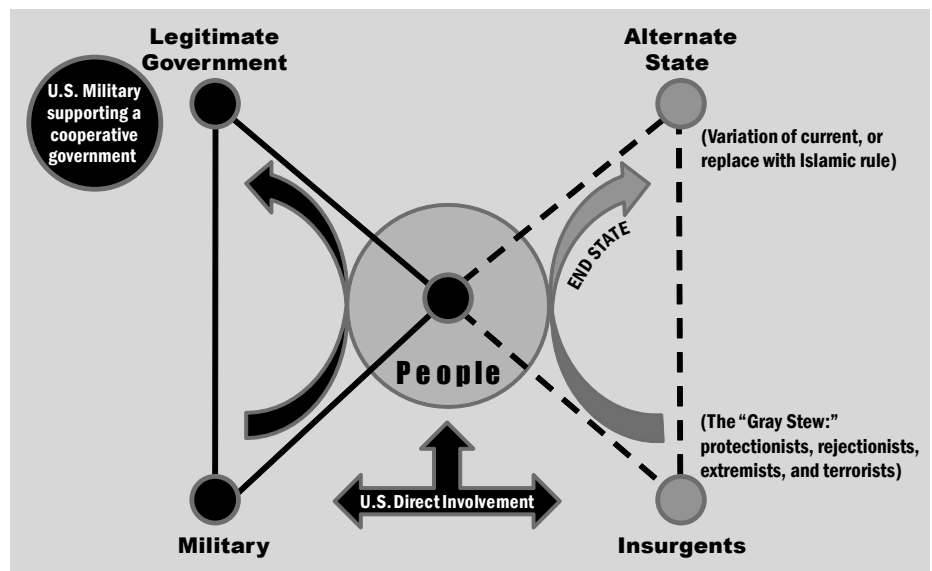 Legitimate
Government
Alternate
State
U.S. Military
supporting a
cooperative
government
(Variation of current, or
replace with Islamic rule)
END STATE
People
(The “Gray Stew:”
protectionists, rejectionists,
extremists, and terrorists)
U.S. Direct Involvement
Military
Insurgents